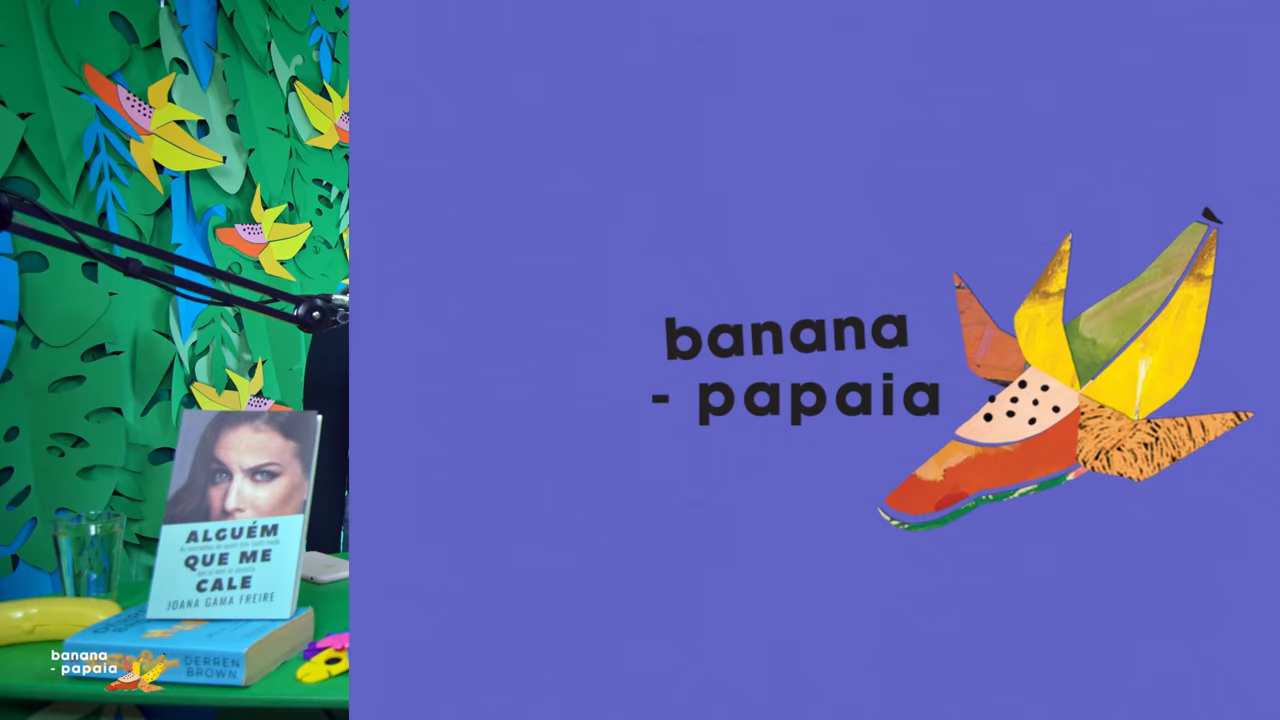 ALGUÉM
QUE ME
CALE
JOANA GAMA FREIRE
DERREN
BROWN
banana
- papaia
banana
- papaia